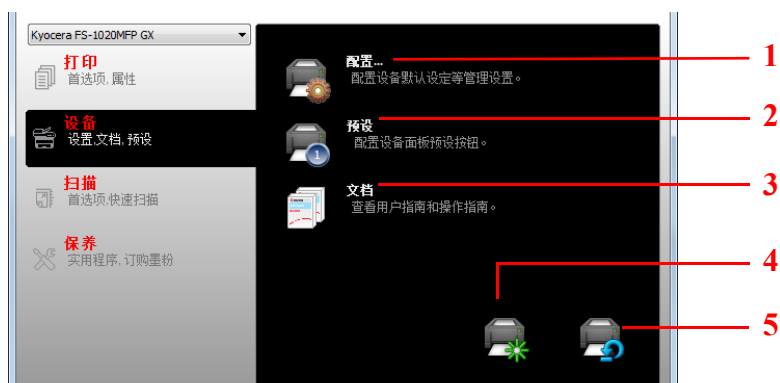 Kyocera FS-1020MFP GX
打印
首选项, 属性
设备
设置,文档, 预设
扫描
首选项,快速扫描
保养
实用程序, 订购墨粉
配置...
配置设备默认设定等管理设置。
预设
配置设备面板预设按钮。
1
文档
查看用户指南和操作指南。
1
2
3
4
5